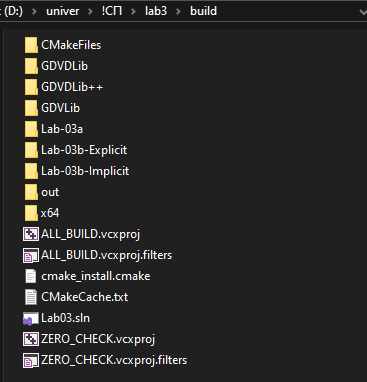 (D:) > univer > !СП > lab3 > build
CMakeFiles
GDVDLib
GDVDLib++
GDVLib
Lab-03a
Lab-03b-Explicit
Lab-03b-Implicit
out
x64
ALL_BUILD.vcxproj
ALL_BUILD.vcxproj.filters
cmake_install.cmake
CMakeCache.txt
Lab03.sln
ZERO_CHECK.vcxproj
ZERO_CHECK.vcxproj.filters